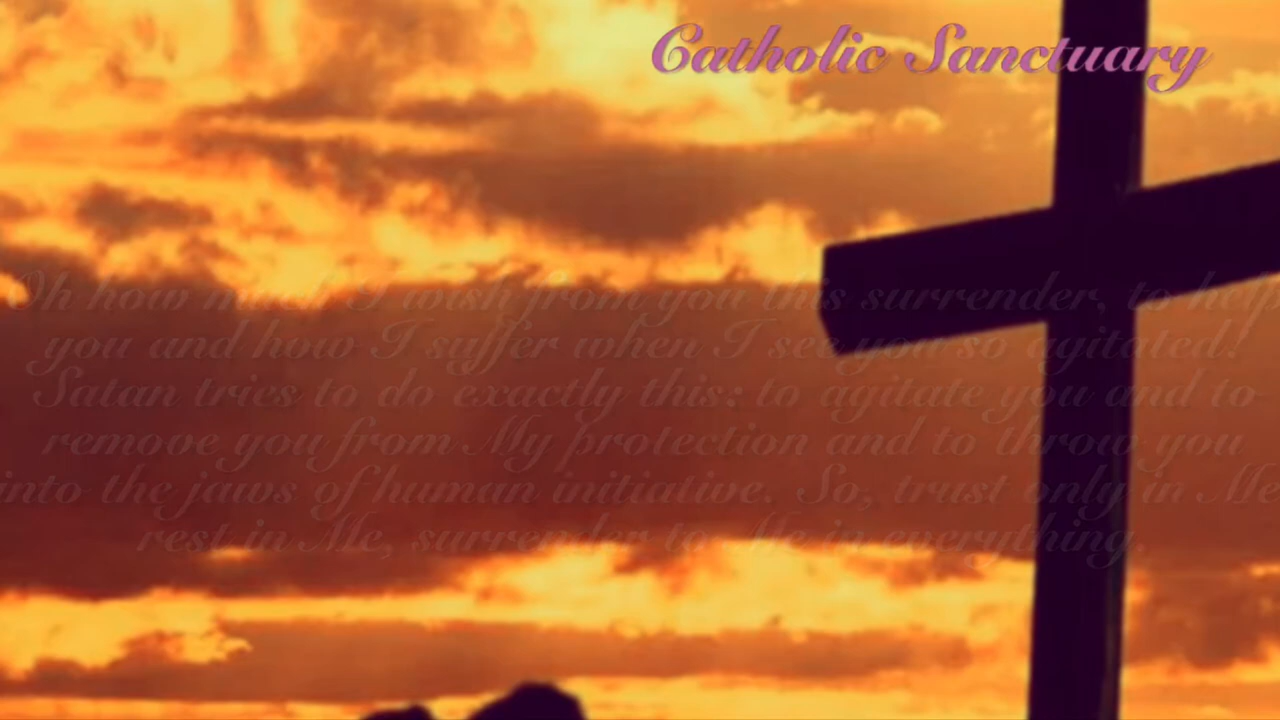 Catholic Sanctuary
Oh how much I wish from you this surrender, to help
you and how I suffer when I see you so agitated!
Satan tries to do exactly this: to agitate you and to
remove you from My protection and to throw you
into the jaws of human initiative. So, trust only in Me
rest in Me, surrender to Me in everything.